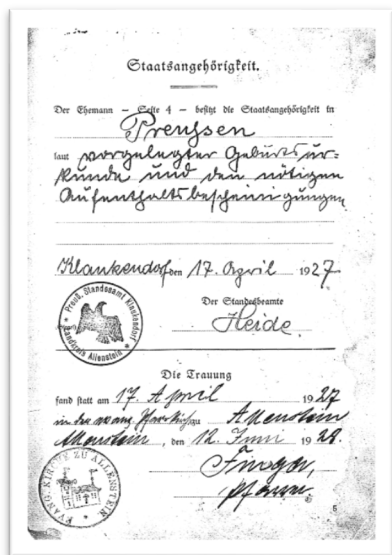 Staatsangehörigkeit.
Der Ehemann – Seite 4 – besitzt die Staatsangehörigkeit in
Preußen
laut vorgelegter Geburtsur-
kunde und den nötigen
Aufenthaltsbescheinigungen
Klaukendorf den 17. April 1927
Der Standesbeamte
Heide
Preuß. Standesamt Klaukendorf
Landkreis Allenstein
Die Trauung
fand statt am 17. April 1927
in der evang. Pfarrkirche zu Allenstein
Allenstein, den 12. Juni 1928.
Pfarrer
EVANG. KIRCHE ZU ALLENSTEIN
5